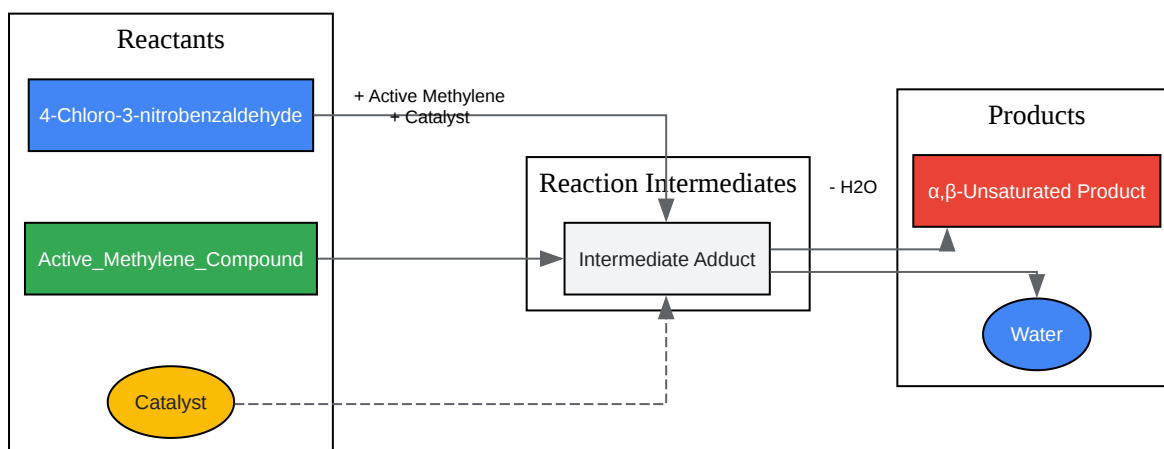 Reactants
4-Chloro-3-nitrobenzaldehyde
Active_Methylene_Compound
Catalyst
+ Active Methylene
+ Catalyst
Reaction Intermediates
Intermediate Adduct
- H2O
Products
α,β-Unsaturated Product
Water